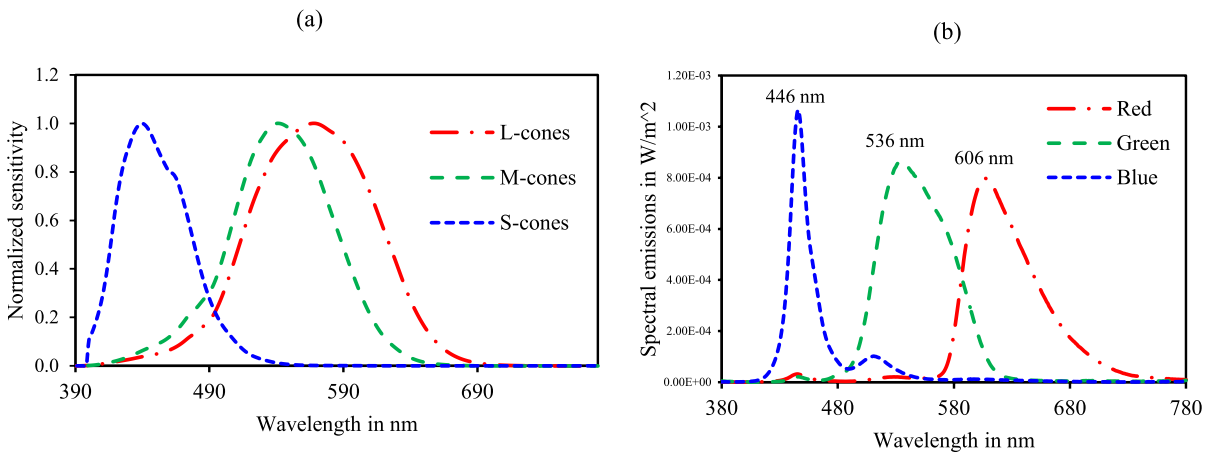 (a)
Normalized sensitivity
1.2
1.0
0.8
0.6
0.4
0.2
0.0
390
490
590
690
Wavelength in nm
L-cones
M-cones
S-cones
(b)
Spectral emissions in W/m^2
1.20E-03
1.00E-03
8.00E-04
6.00E-04
4.00E-04
2.00E-04
0.00E+00
380
480
580
680
780
Wavelength in nm
446 nm
536 nm
606 nm
Red
Green
Blue